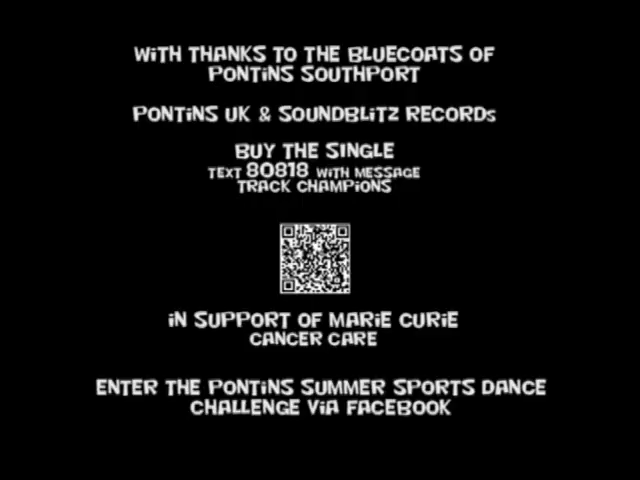 WiTH THANKS TO THE BLUECOATS OF
PONTiNS SOUTHPORT
PONTiNS UK & SOUNDBLiTZ RECORDs
BUY THE SiNGLE
TEXT 80818 WiTH MESSAGE
TRACK CHAMPiONS
iN SUPPORT OF MARiE CURiE
CANCER CARE
ENTER THE PONTiNS SUMMER SPORTS DANCE
CHALLENGE ViA FACEBOOK